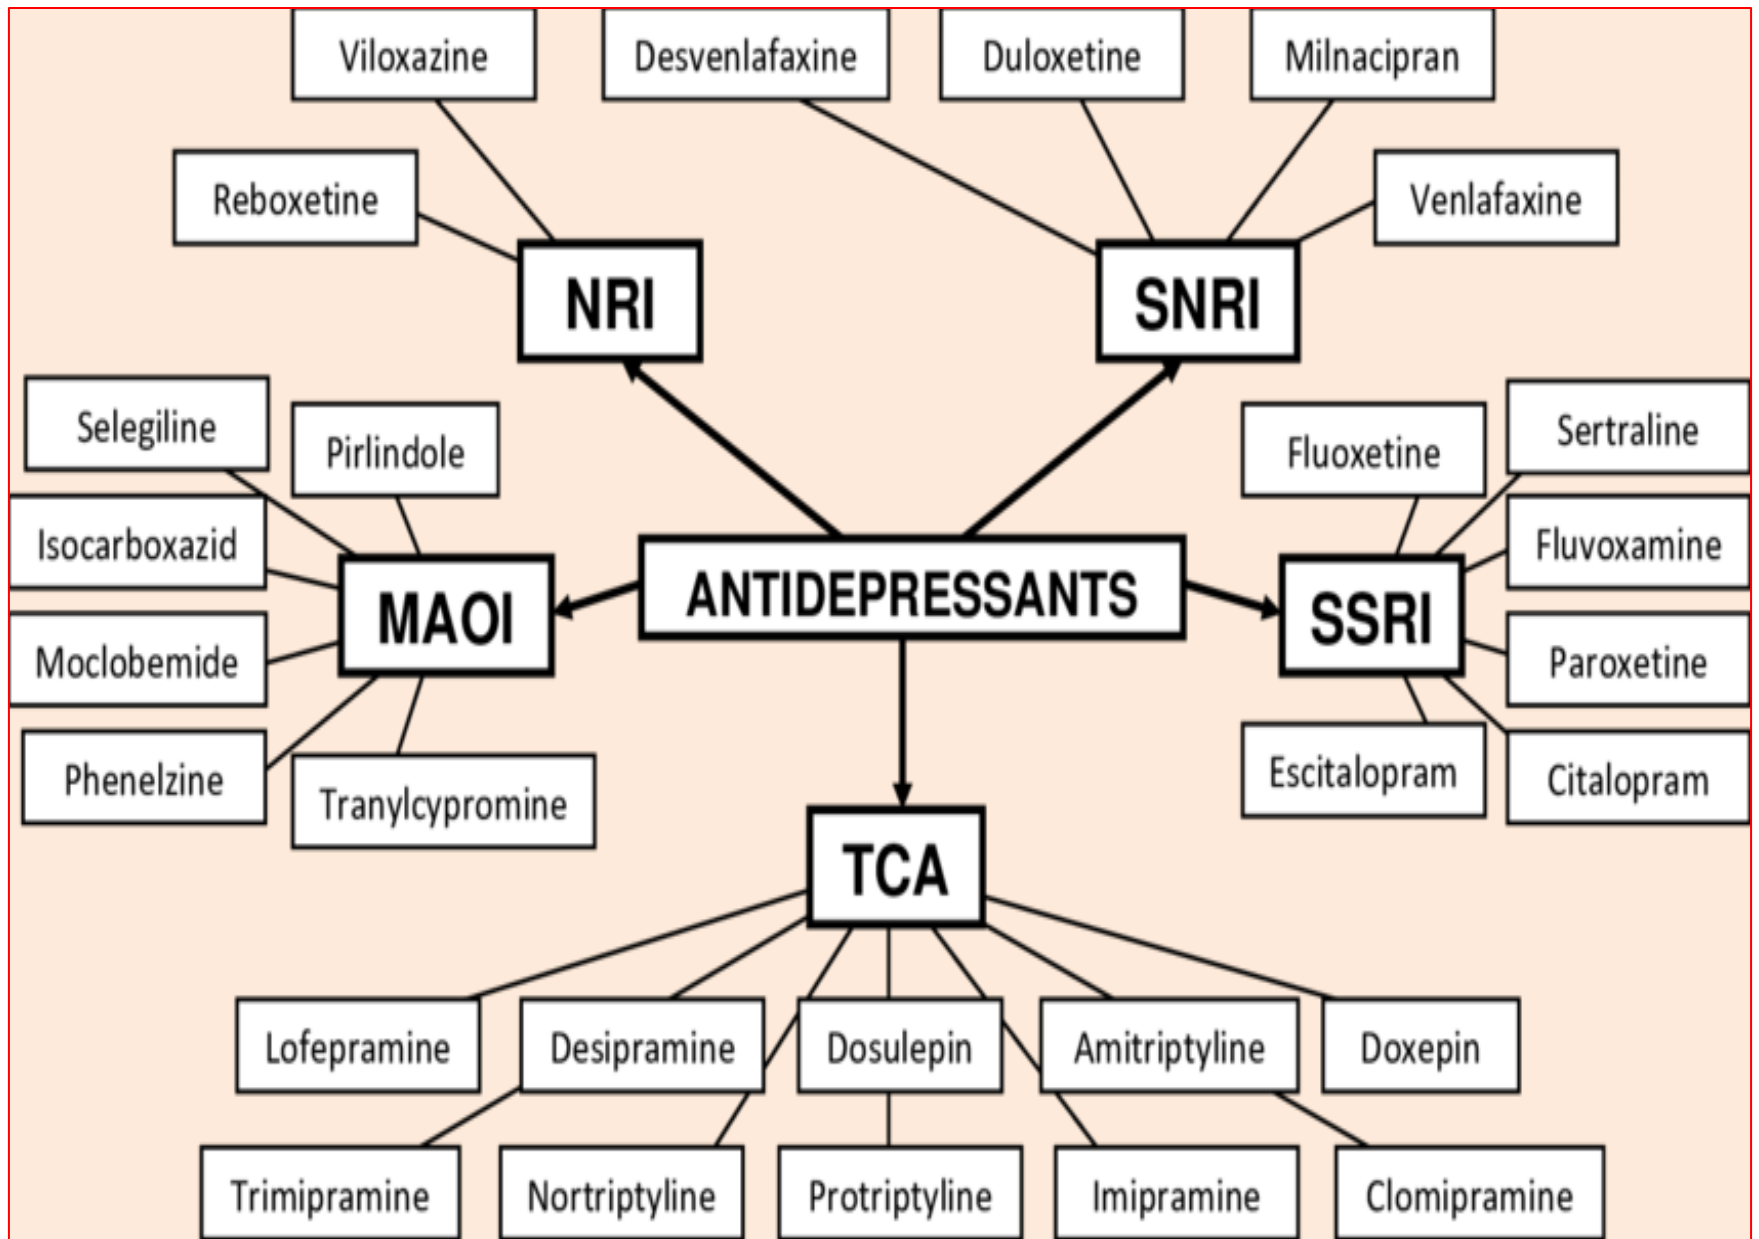 Viloxazine
Desvenlafaxine
Duloxetine
Milnacipran
Reboxetine
Venlafaxine
NRI
SNRI
Selegiline
Pirlindole
Fluoxetine
Sertraline
Isocarboxazid
Fluvoxamine
ANTIDEPRESSANTS
MAOI
SSRI
Moclobemide
Paroxetine
Phenelzine
Tranylcypromine
Escitalopram
Citalopram
TCA
Lofepramine
Desipramine
Dosulepin
Amitriptyline
Doxepin
Trimipramine
Nortriptyline
Protriptyline
Imipramine
Clomipramine